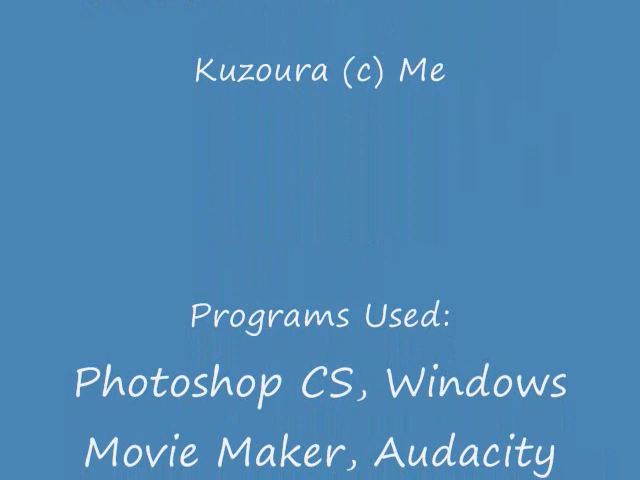 Kuzoura (c) Me
Programs Used:
Photoshop CS, Windows
Movie Maker, Audacity